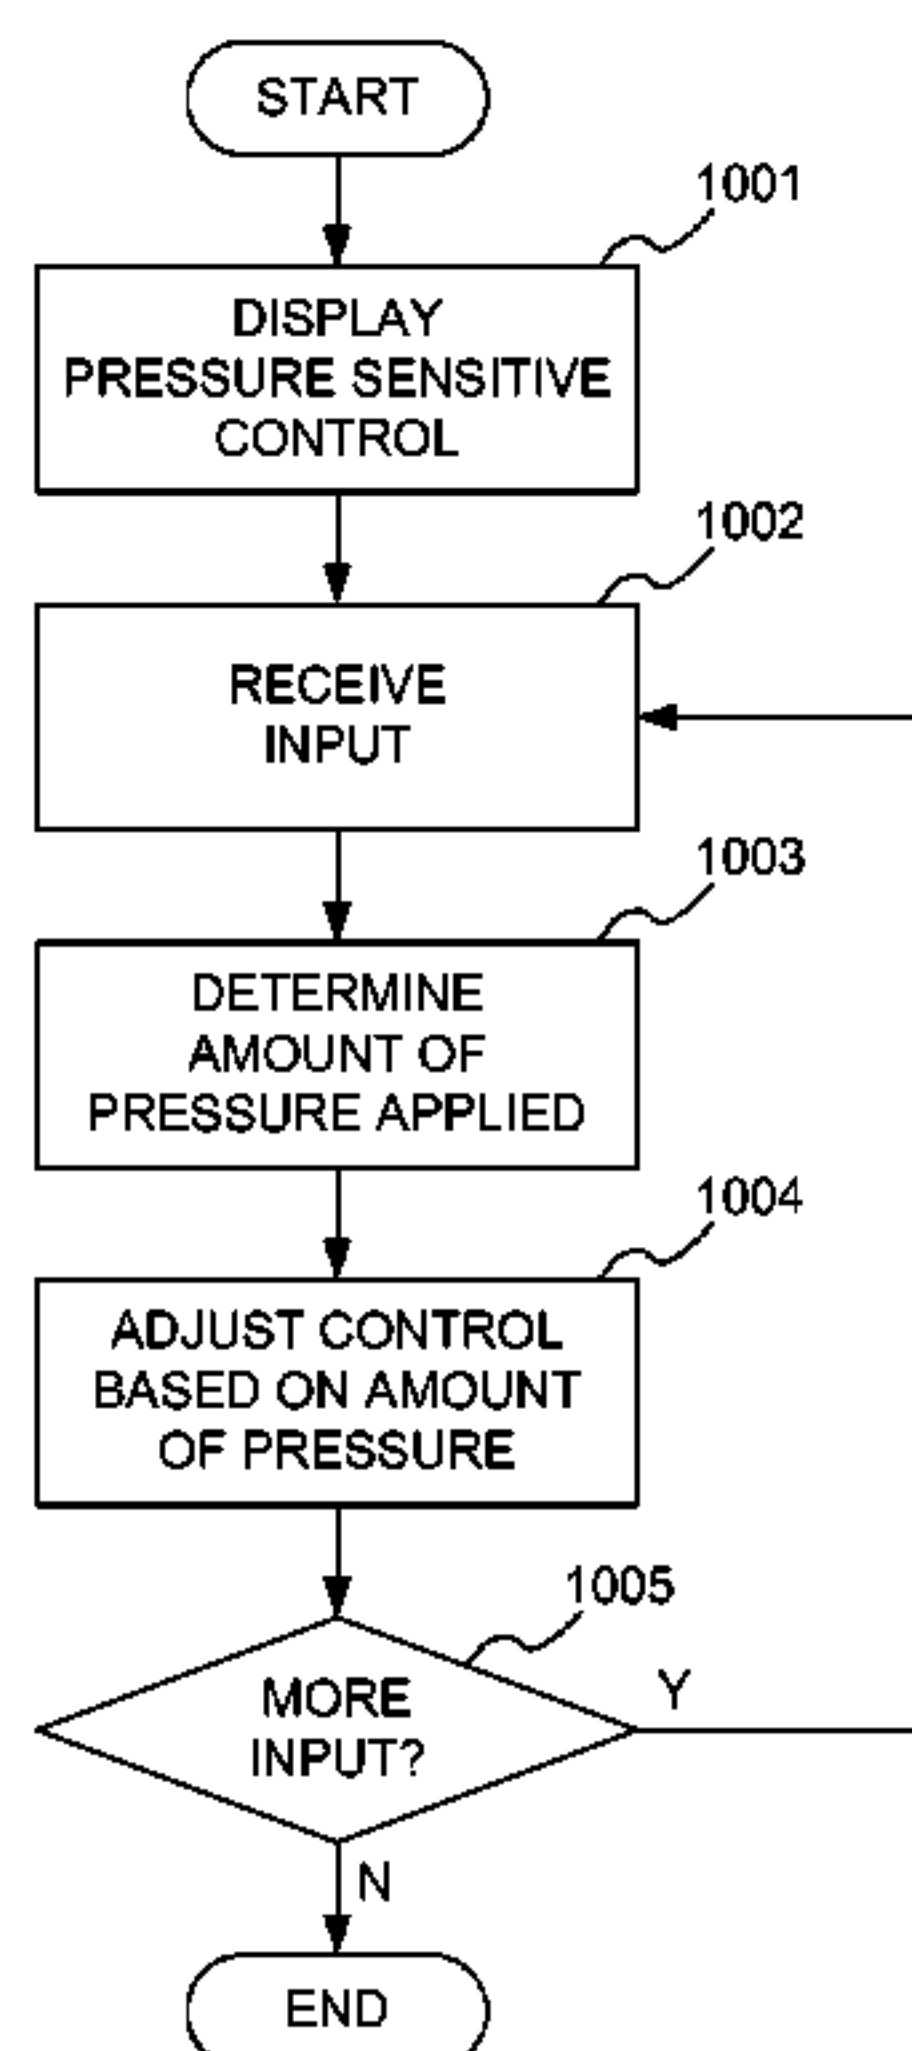 START
1001
DISPLAY
PRESSURE SENSITIVE
CONTROL
1002
RECEIVE
INPUT
1003
DETERMINE
AMOUNT OF
PRESSURE APPLIED
1004
ADJUST CONTROL
BASED ON AMOUNT
OF PRESSURE
1005
MORE
INPUT?
Y
N
END